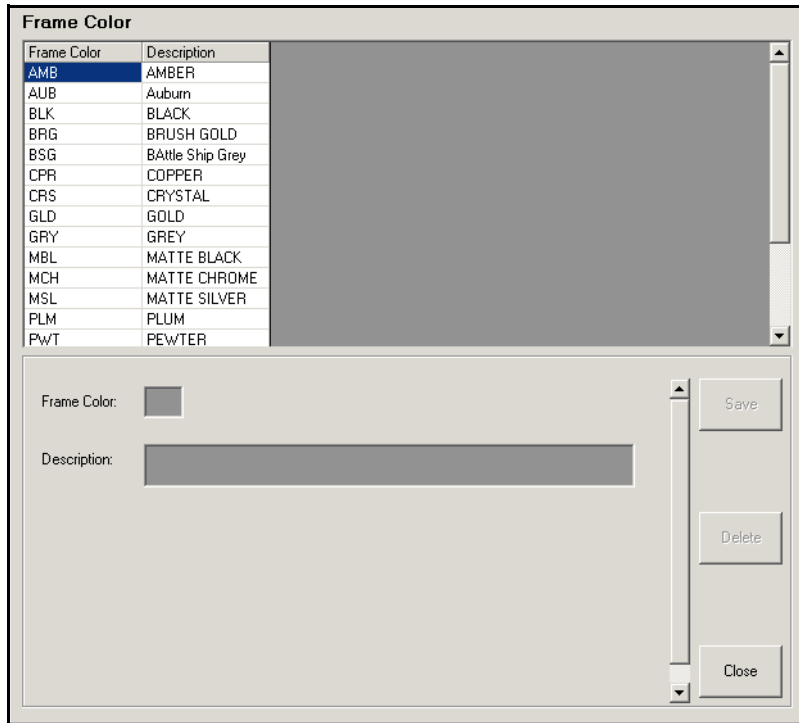 Frame Color
Frame Color Description
AMB AMBER
AUB Auburn
BLK BLACK
BRG BRUSH GOLD
BSG BAttle Ship Grey
CPR COPPER
CRS CRYSTAL
GLD GOLD
GRY GREY
MBL MATTE BLACK
MCH MATTE CHROME
MSL MATTE SILVER
PLM PLUM
PWT PEWTER
Frame Color:
Save
Description:
Delete
Close